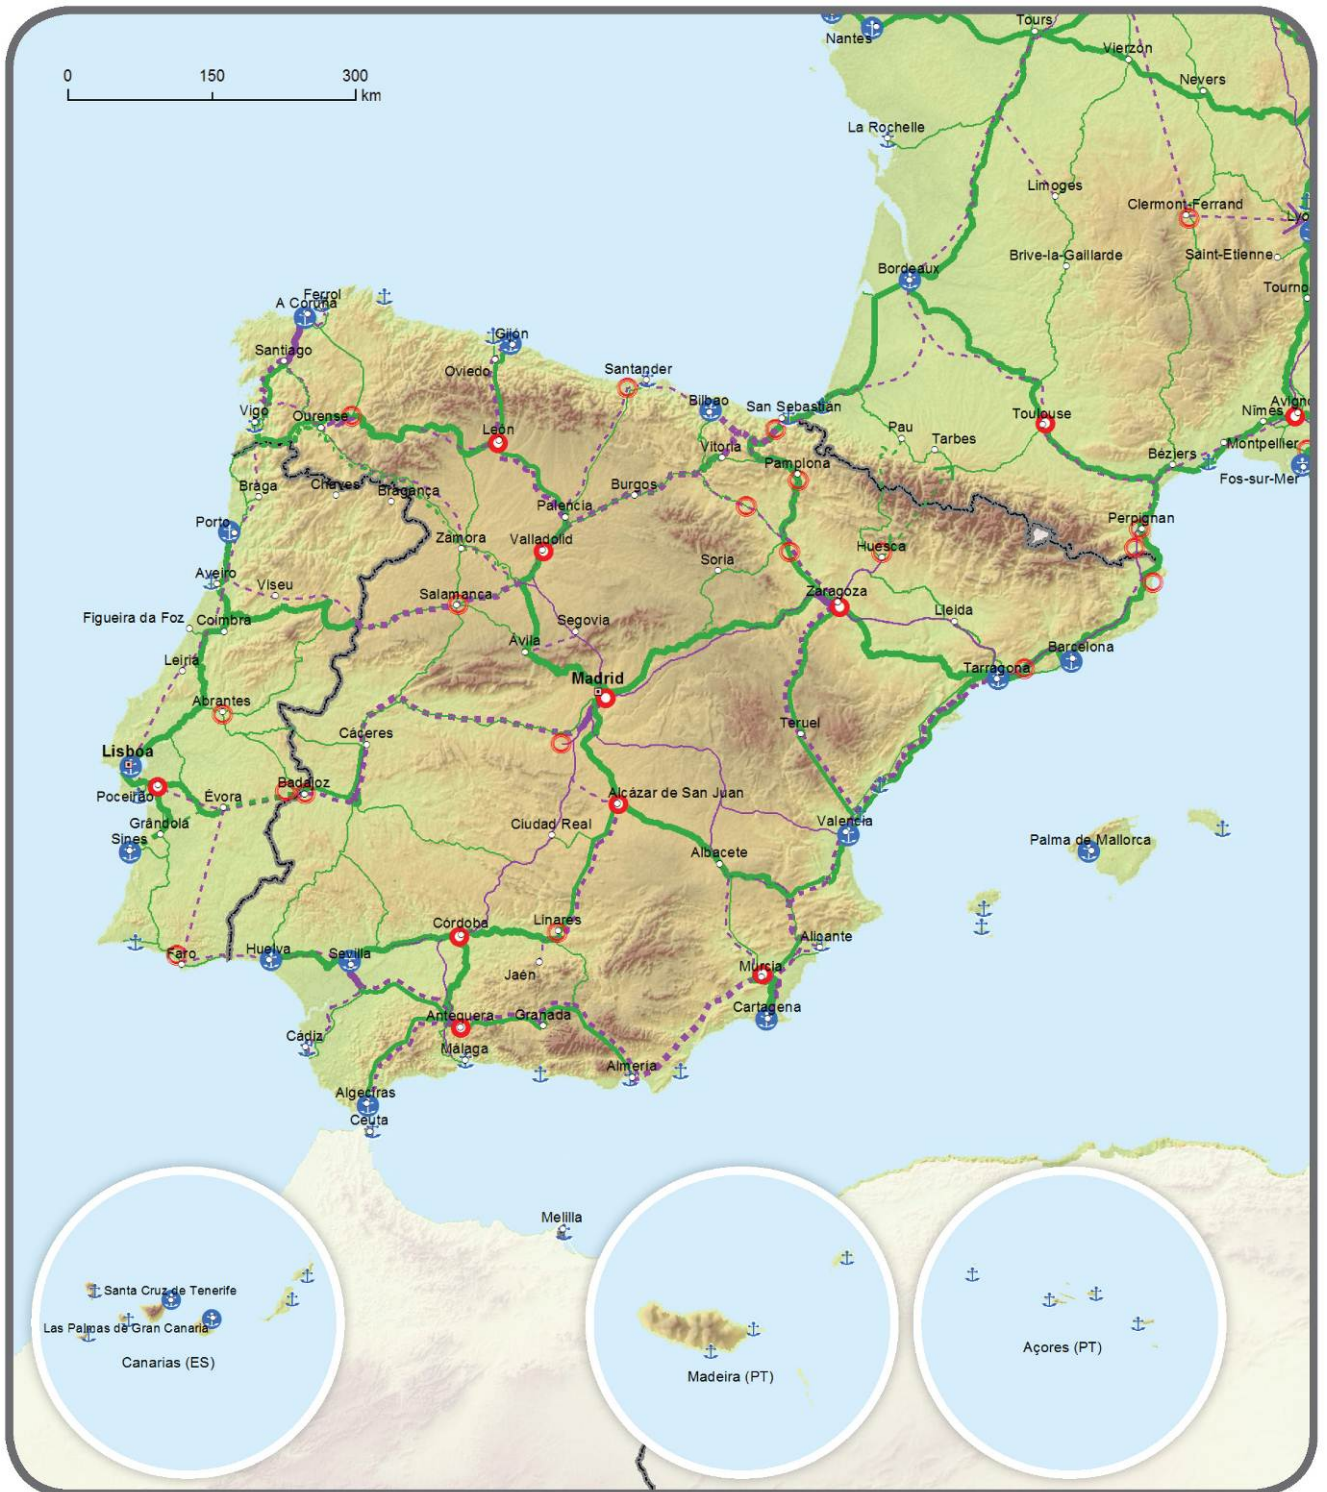 Tours
Nantes
Vierzon
0 150 300
km
Nevers
La Rochelle
Limoges
Clermont-Ferrand
Lyo
Brive-la-Gaillarde
Saint-Etienne
Bordeaux
Tourno
Ferrol
A Coruña
Gijón
Santiago
Oviedo
Santander
Bilbao
San Sebastián
Vigo
Ourense
León
Vitoria
Pau
Tarbes
Toulouse
Avigno
Nîmes
Montpellier
Béziers
Fos-sur-Mer
Pamplona
Braga
Chaves
Bragança
Burgos
Palencia
Porto
Zamora
Valladolid
Perpignan
Huesca
Soria
Aveiro
Viseu
Salamanca
Zaragoza
Lleida
Figueira da Foz
Coimbra
Segovia
Ávila
Barcelona
Leiria
Tarragona
Madrid
Abrantes
Teruel
Cáceres
Lisboa
Badajoz
Poceirão
Évora
Alcázar de San Juan
Grândola
Ciudad Real
Valencia
Sines
Palma de Mallorca
Albacete
Córdoba
Linares
Faro
Huelva
Sevilla
Alicante
Jaén
Murcia
Cartagena
Antequera
Granada
Cádiz
Málaga
Almería
Algeciras
Ceuta
Melilla
Santa Cruz de Tenerife
Las Palmas de Gran Canaria
Canarias (ES)
Madeira (PT)
Açores (PT)